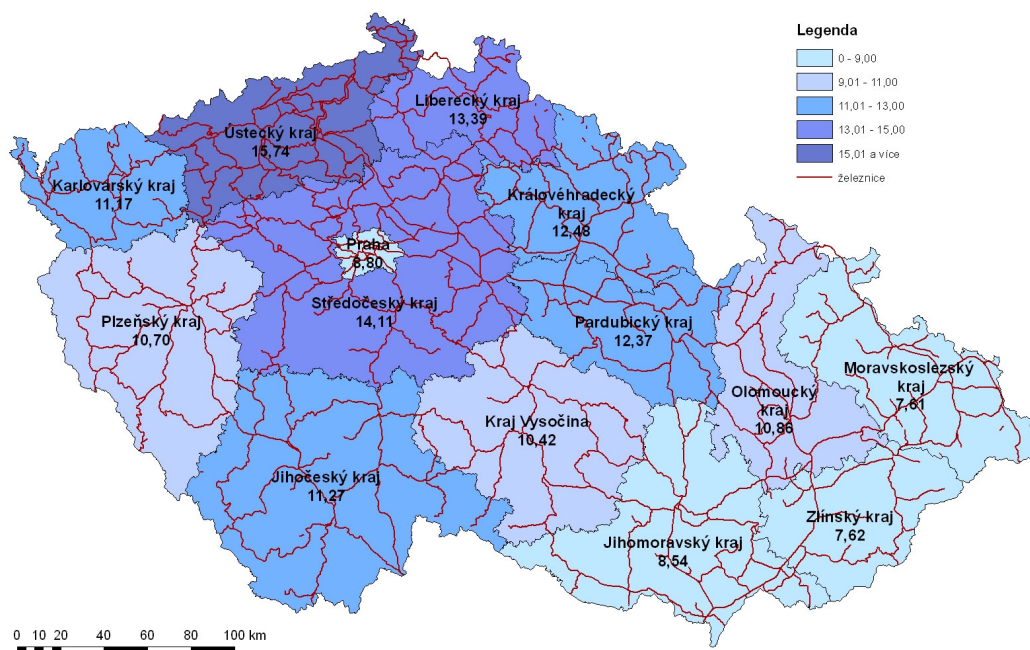 Legenda
0 - 9,00
9,01 - 11,00
11,01 - 13,00
13,01 - 15,00
15,01 a více
železnice
Liberecký kraj
13,39
Ústecký kraj
15,74
Karlovarský kraj
11,17
Královéhradecký
kraj
12,48
Praha
8,80
Středočeský kraj
14,11
Plzeňský kraj
10,70
Pardubický kraj
12,37
Moravskoslezský
kraj
7,61
Olomoucký
kraj
10,86
Kraj Vysočina
10,42
Jihočeský kraj
11,27
Zlínský kraj
7,62
Jihomoravský kraj
8,54
0 10 20 40 60 80 100 km